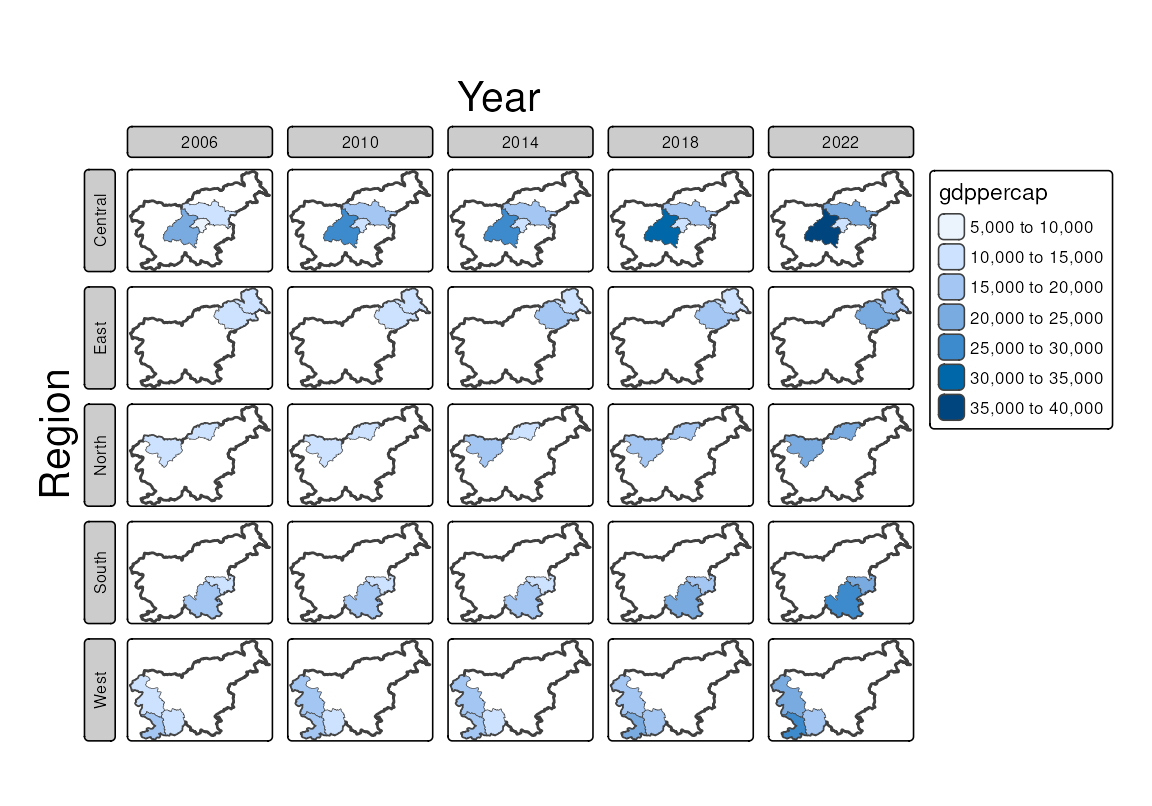 Year
2006
2010
2014
2018
2022
Region
Central
East
North
South
West
gdppercap
5,000 to 10,000
10,000 to 15,000
15,000 to 20,000
20,000 to 25,000
25,000 to 30,000
30,000 to 35,000
35,000 to 40,000